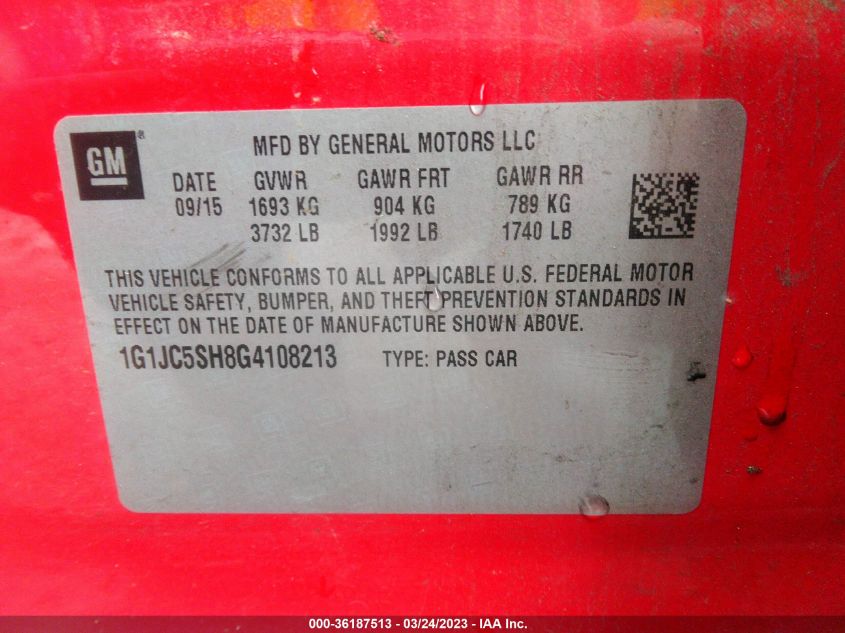 GM ®
MFD BY GENERAL MOTORS LLC
DATE GVWR GAWR FRT GAWR RR
09/15 1693 KG 904 KG 789 KG
3732 LB 1992 LB 1740 LB
THIS VEHICLE CONFORMS TO ALL APPLICABLE U.S. FEDERAL MOTOR
VEHICLE SAFETY, BUMPER, AND THEFT PREVENTION STANDARDS IN
EFFECT ON THE DATE OF MANUFACTURE SHOWN ABOVE.
1G1JC5SH8G4108213 TYPE: PASS CAR
000-36187513 - 03/24/2023 - IAA Inc.